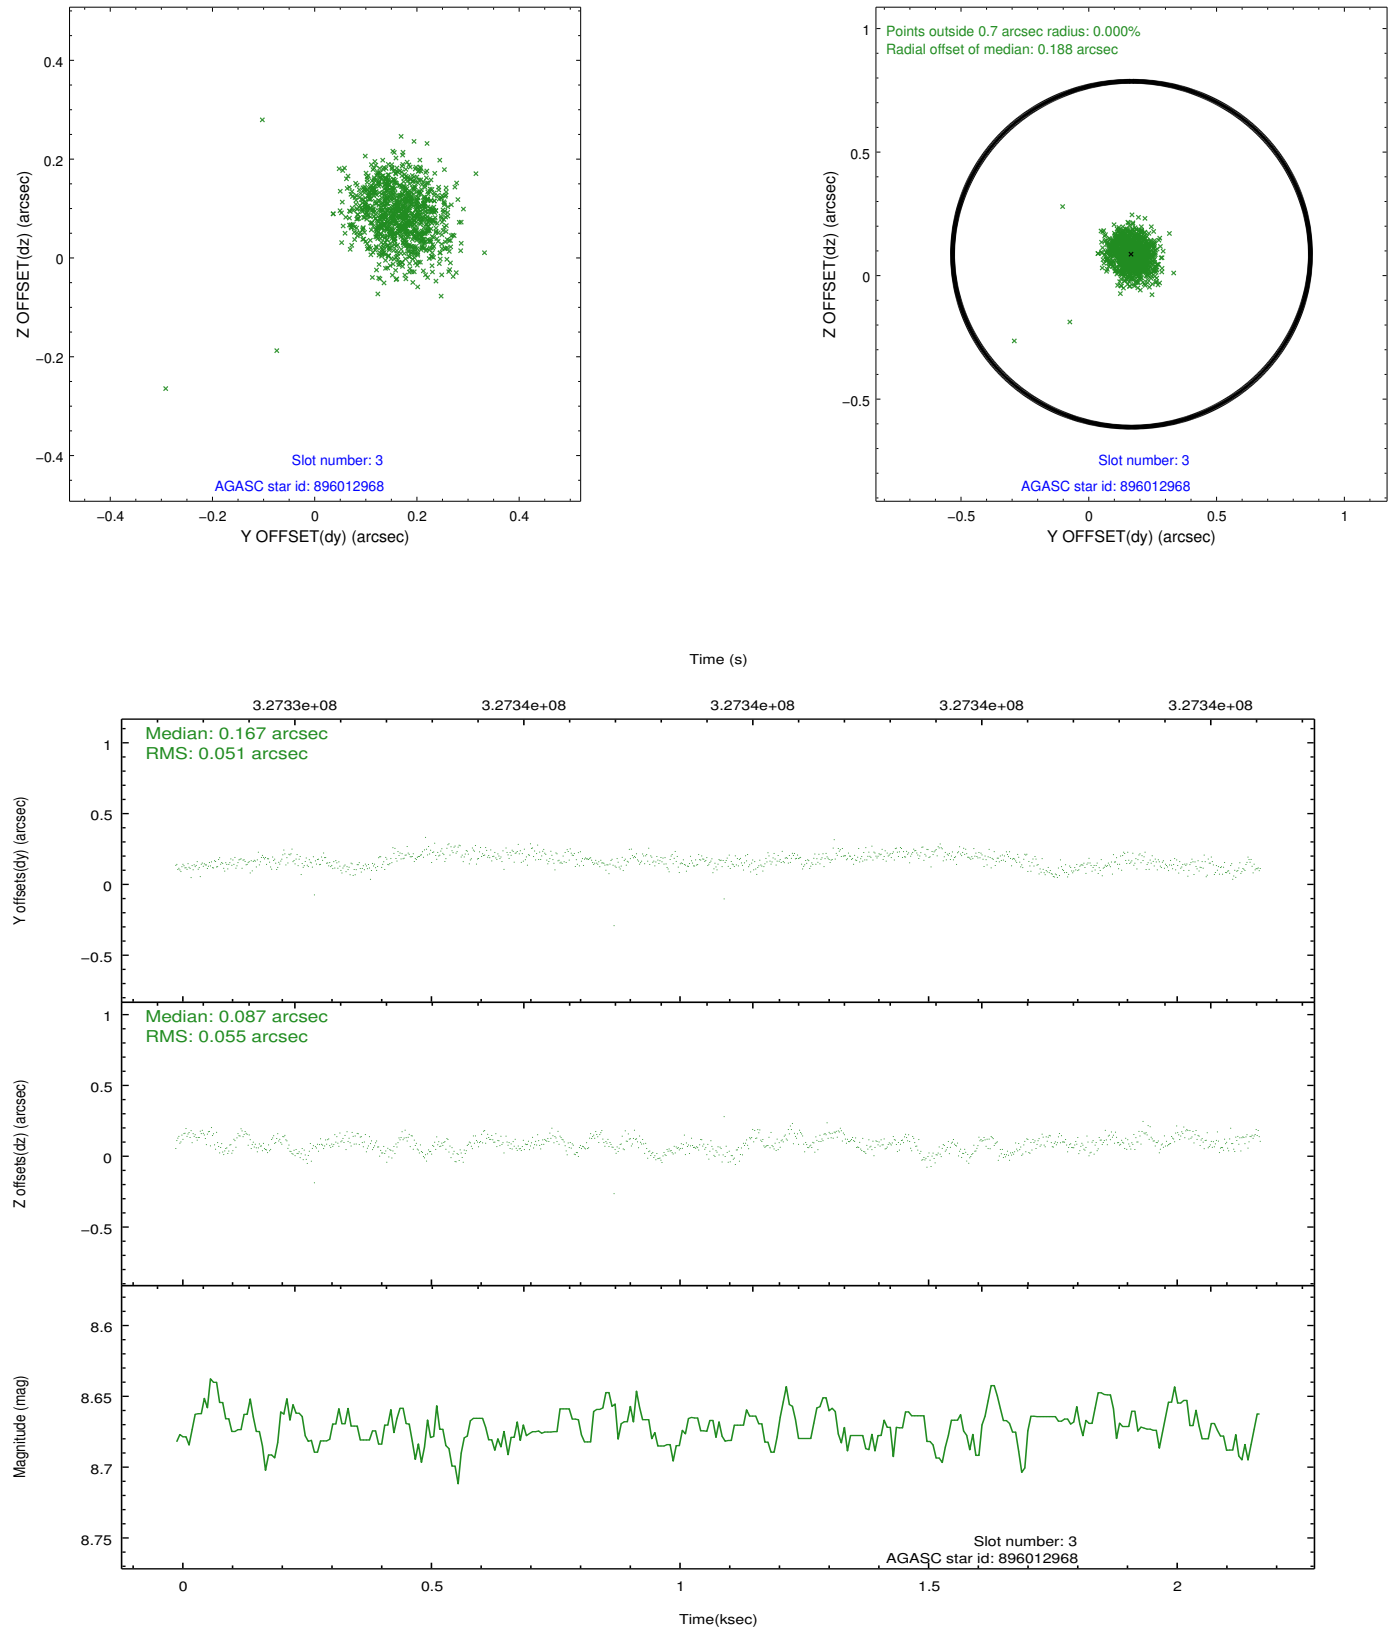 0.4
0.2
0
−0.2
−0.4
Z OFFSET(dz) (arcsec)
Slot number: 3
AGASC star id: 896012968
−0.4
−0.2
0
0.2
0.4
Y OFFSET(dy) (arcsec)
Points outside 0.7 arcsec radius: 0.000%
Radial offset of median: 0.188 arcsec
1
0.5
0
−0.5
Z OFFSET(dz) (arcsec)
Slot number: 3
AGASC star id: 896012968
−0.5
0
0.5
1
Y OFFSET(dy) (arcsec)
Time (s)
3.2733e+08
3.2734e+08
3.2734e+08
3.2734e+08
3.2734e+08
Median: 0.167 arcsec
RMS: 0.051 arcsec
1
0.5
0
−0.5
Y offsets(dy) (arcsec)
Median: 0.087 arcsec
RMS: 0.055 arcsec
1
0.5
0
−0.5
Z offsets(dz) (arcsec)
8.6
8.65
8.7
8.75
Magnitude (mag)
Slot number: 3
AGASC star id: 896012968
0
0.5
1
1.5
2
Time(ksec)